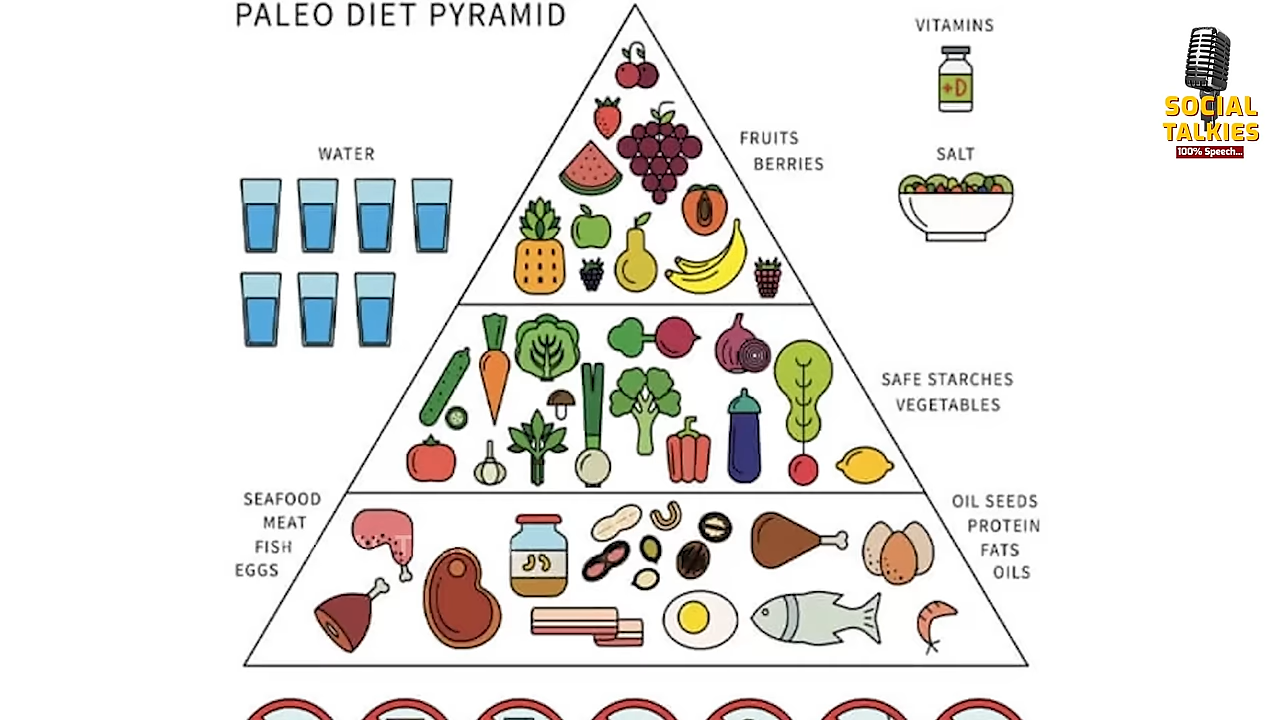 PALEO DIET PYRAMID
VITAMINS
+D
SOCIAL
TALKIES
100% Speech...
FRUITS
BERRIES
WATER
SALT
SAFE STARCHES
VEGETABLES
SEAFOOD
MEAT
FISH
EGGS
OIL SEEDS
PROTEIN
FATS
OILS